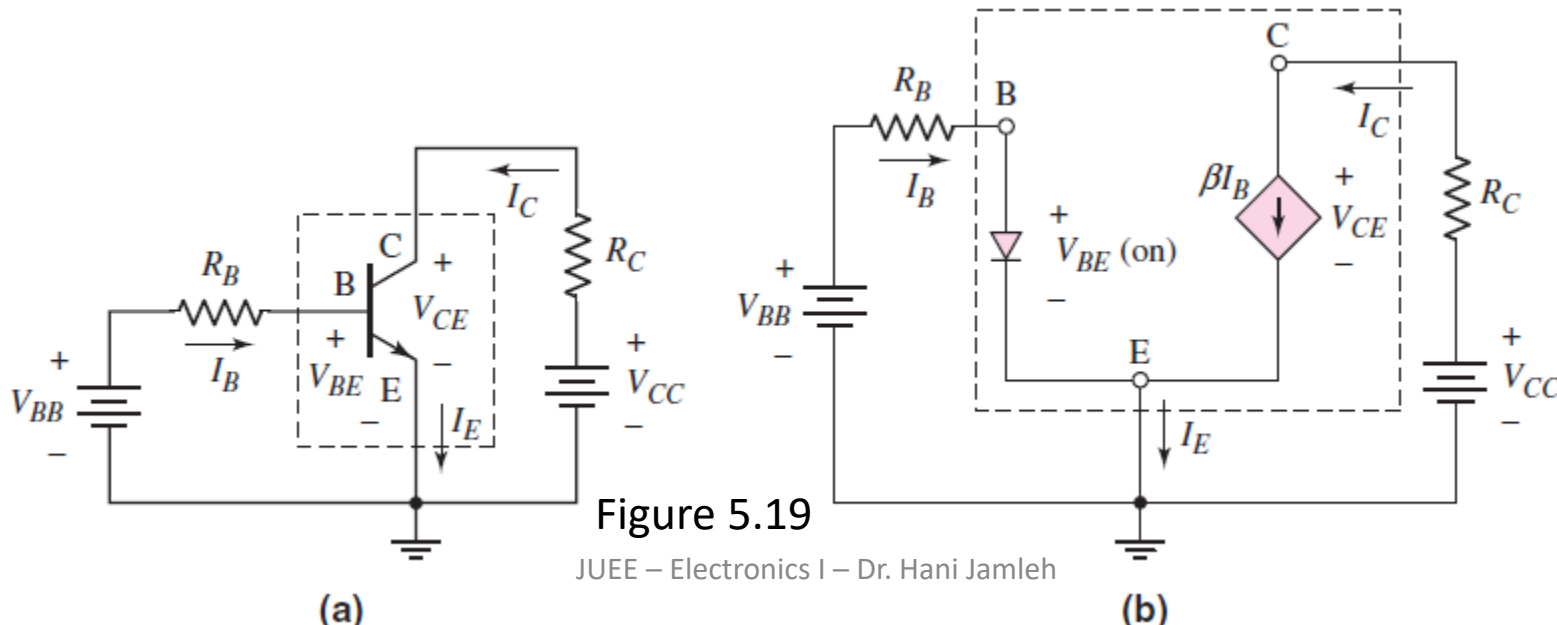 R_B
I_B
V_BB
+
–
B
C
E
+
V_BE
–
+
V_CE
–
I_C
R_C
+
V_CC
–
I_E
(a)
R_B
I_B
V_BB
+
–
B
+
V_BE (on)
–
C
βI_B
+
V_CE
–
I_C
R_C
+
V_CC
–
E
I_E
(b)
Figure 5.19
JUEE – Electronics I – Dr. Hani Jamleh